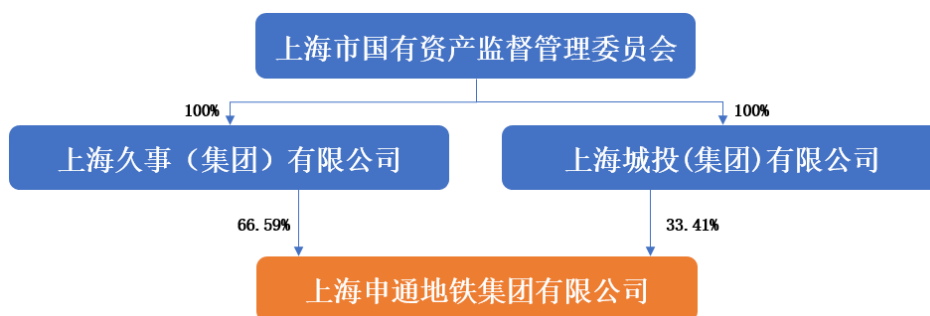 上海市国有资产监督管理委员会
100%
100%
上海久事（集团）有限公司
上海城投(集团)有限公司
66.59%
33.41%
上海申通地铁集团有限公司